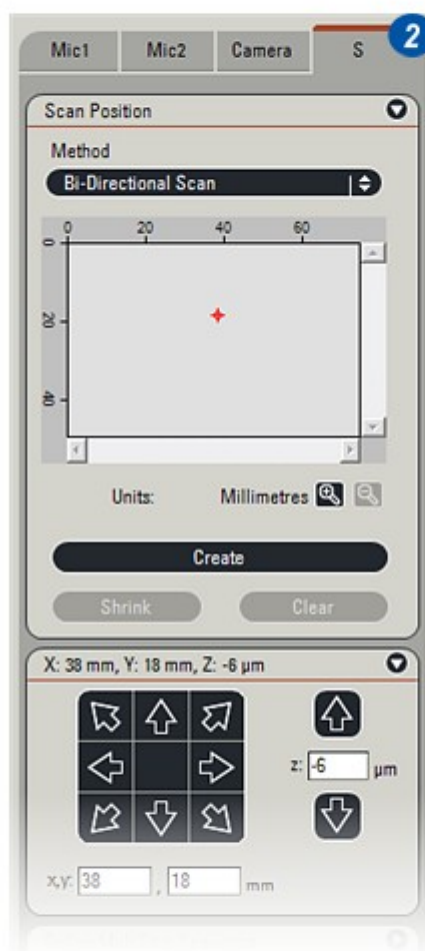 2
Mic1 Mic2 Camera S
Scan Position
Method
Bi-Directional Scan
0 20 40 60
0
20
40
Units: Millimetres
Create
Shrink Clear
X: 38 mm, Y: 18 mm, Z: -6 µm
z: -6 µm
x,y: 38 , 18 mm